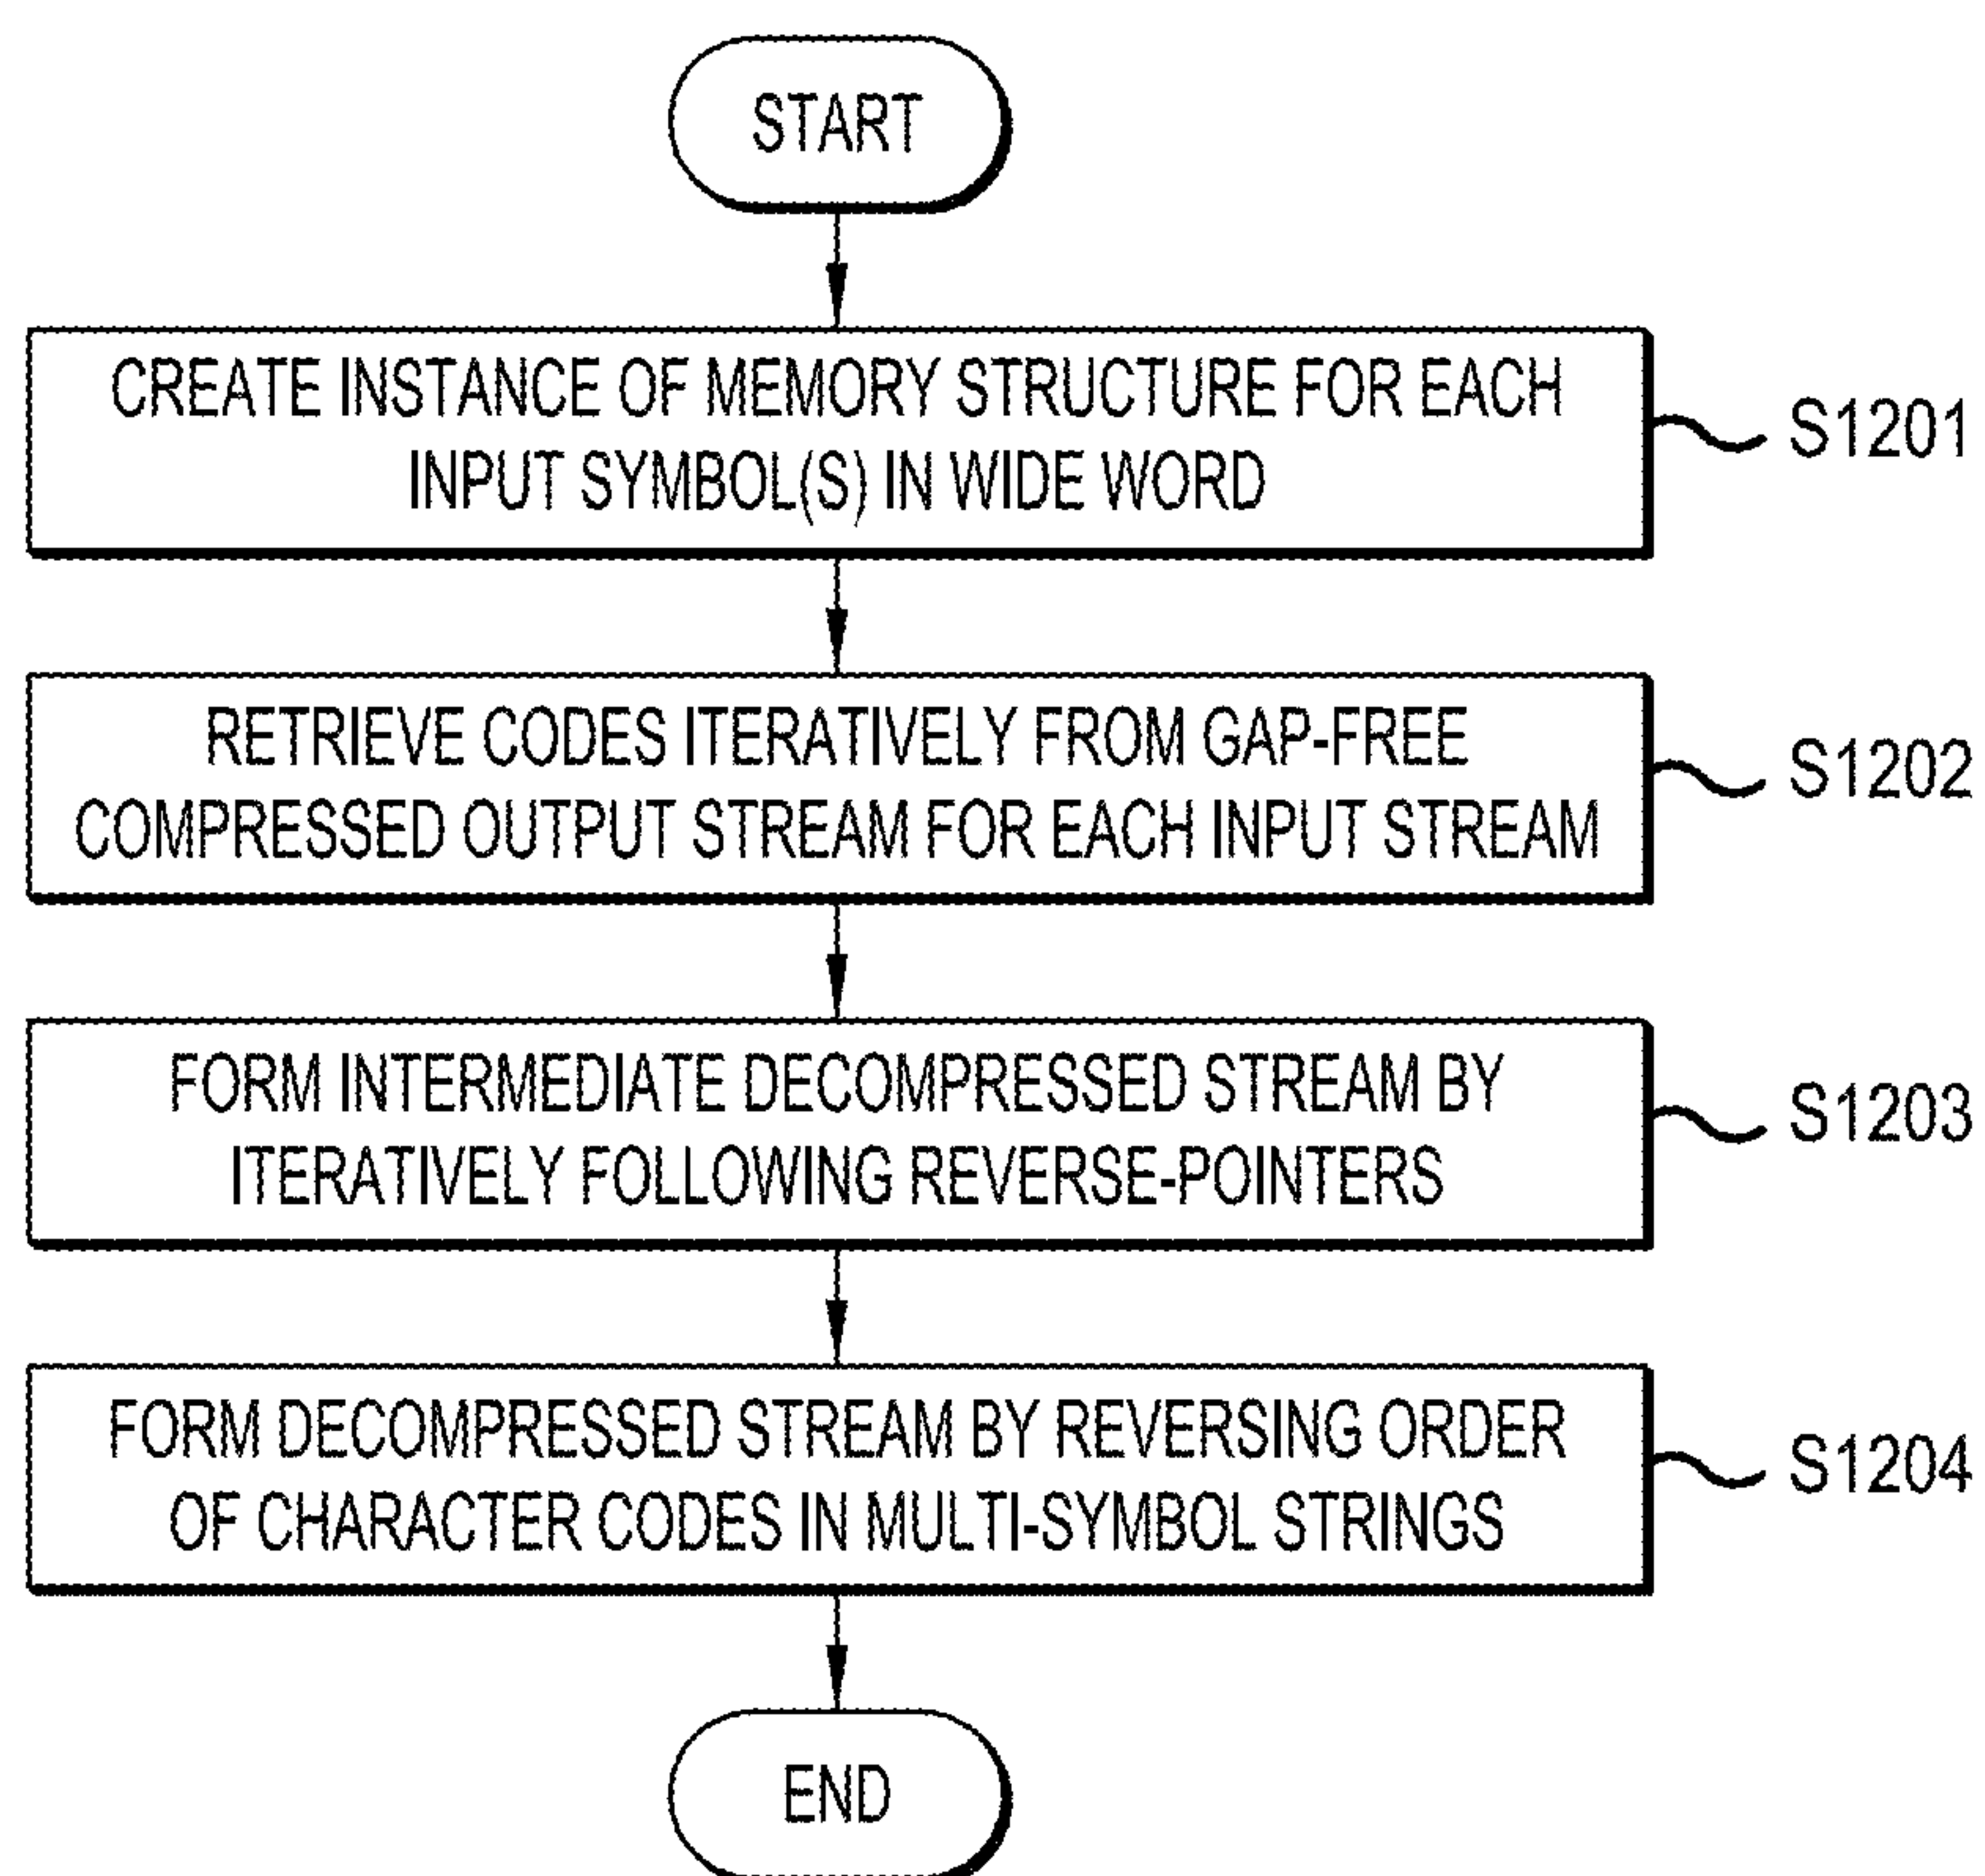 START
CREATE INSTANCE OF MEMORY STRUCTURE FOR EACH
INPUT SYMBOL(S) IN WIDE WORD
S1201
RETRIEVE CODES ITERATIVELY FROM GAP-FREE
COMPRESSED OUTPUT STREAM FOR EACH INPUT STREAM
S1202
FORM INTERMEDIATE DECOMPRESSED STREAM BY
ITERATIVELY FOLLOWING REVERSE-POINTERS
S1203
FORM DECOMPRESSED STREAM BY REVERSING ORDER
OF CHARACTER CODES IN MULTI-SYMBOL STRINGS
S1204
END